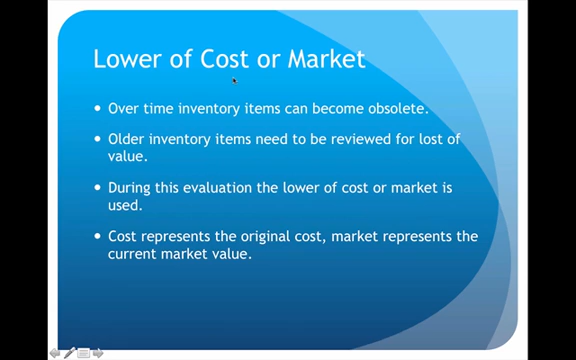 Lower of Cost or Market
• Over time inventory items can become obsolete.
• Older inventory items need to be reviewed for lost of
value.
• During this evaluation the lower of cost or market is
used.
• Cost represents the original cost, market represents the
current market value.